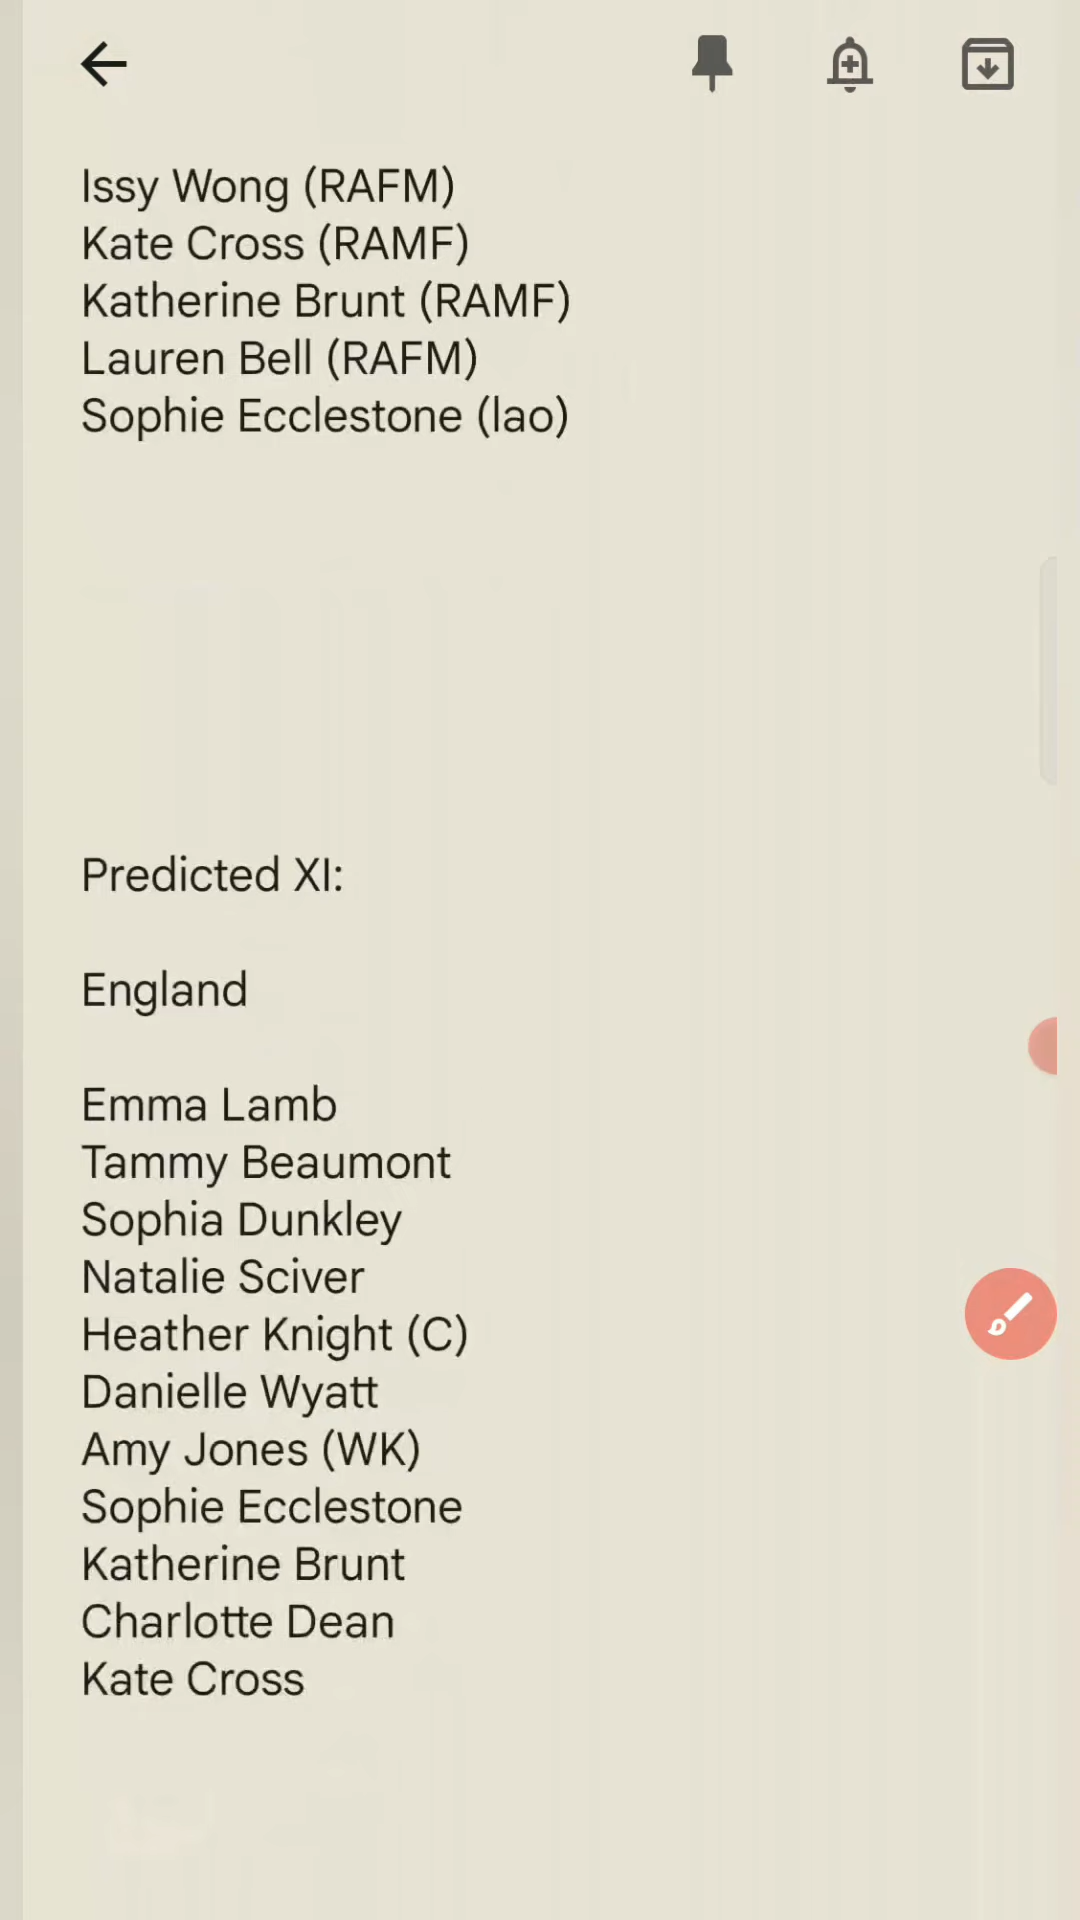 Issy Wong (RAFM)
Kate Cross (RAMF)
Katherine Brunt (RAMF)
Lauren Bell (RAFM)
Sophie Ecclestone (lao)
Predicted XI:
England
Emma Lamb
Tammy Beaumont
Sophia Dunkley
Natalie Sciver
Heather Knight (C)
Danielle Wyatt
Amy Jones (WK)
Sophie Ecclestone
Katherine Brunt
Charlotte Dean
Kate Cross